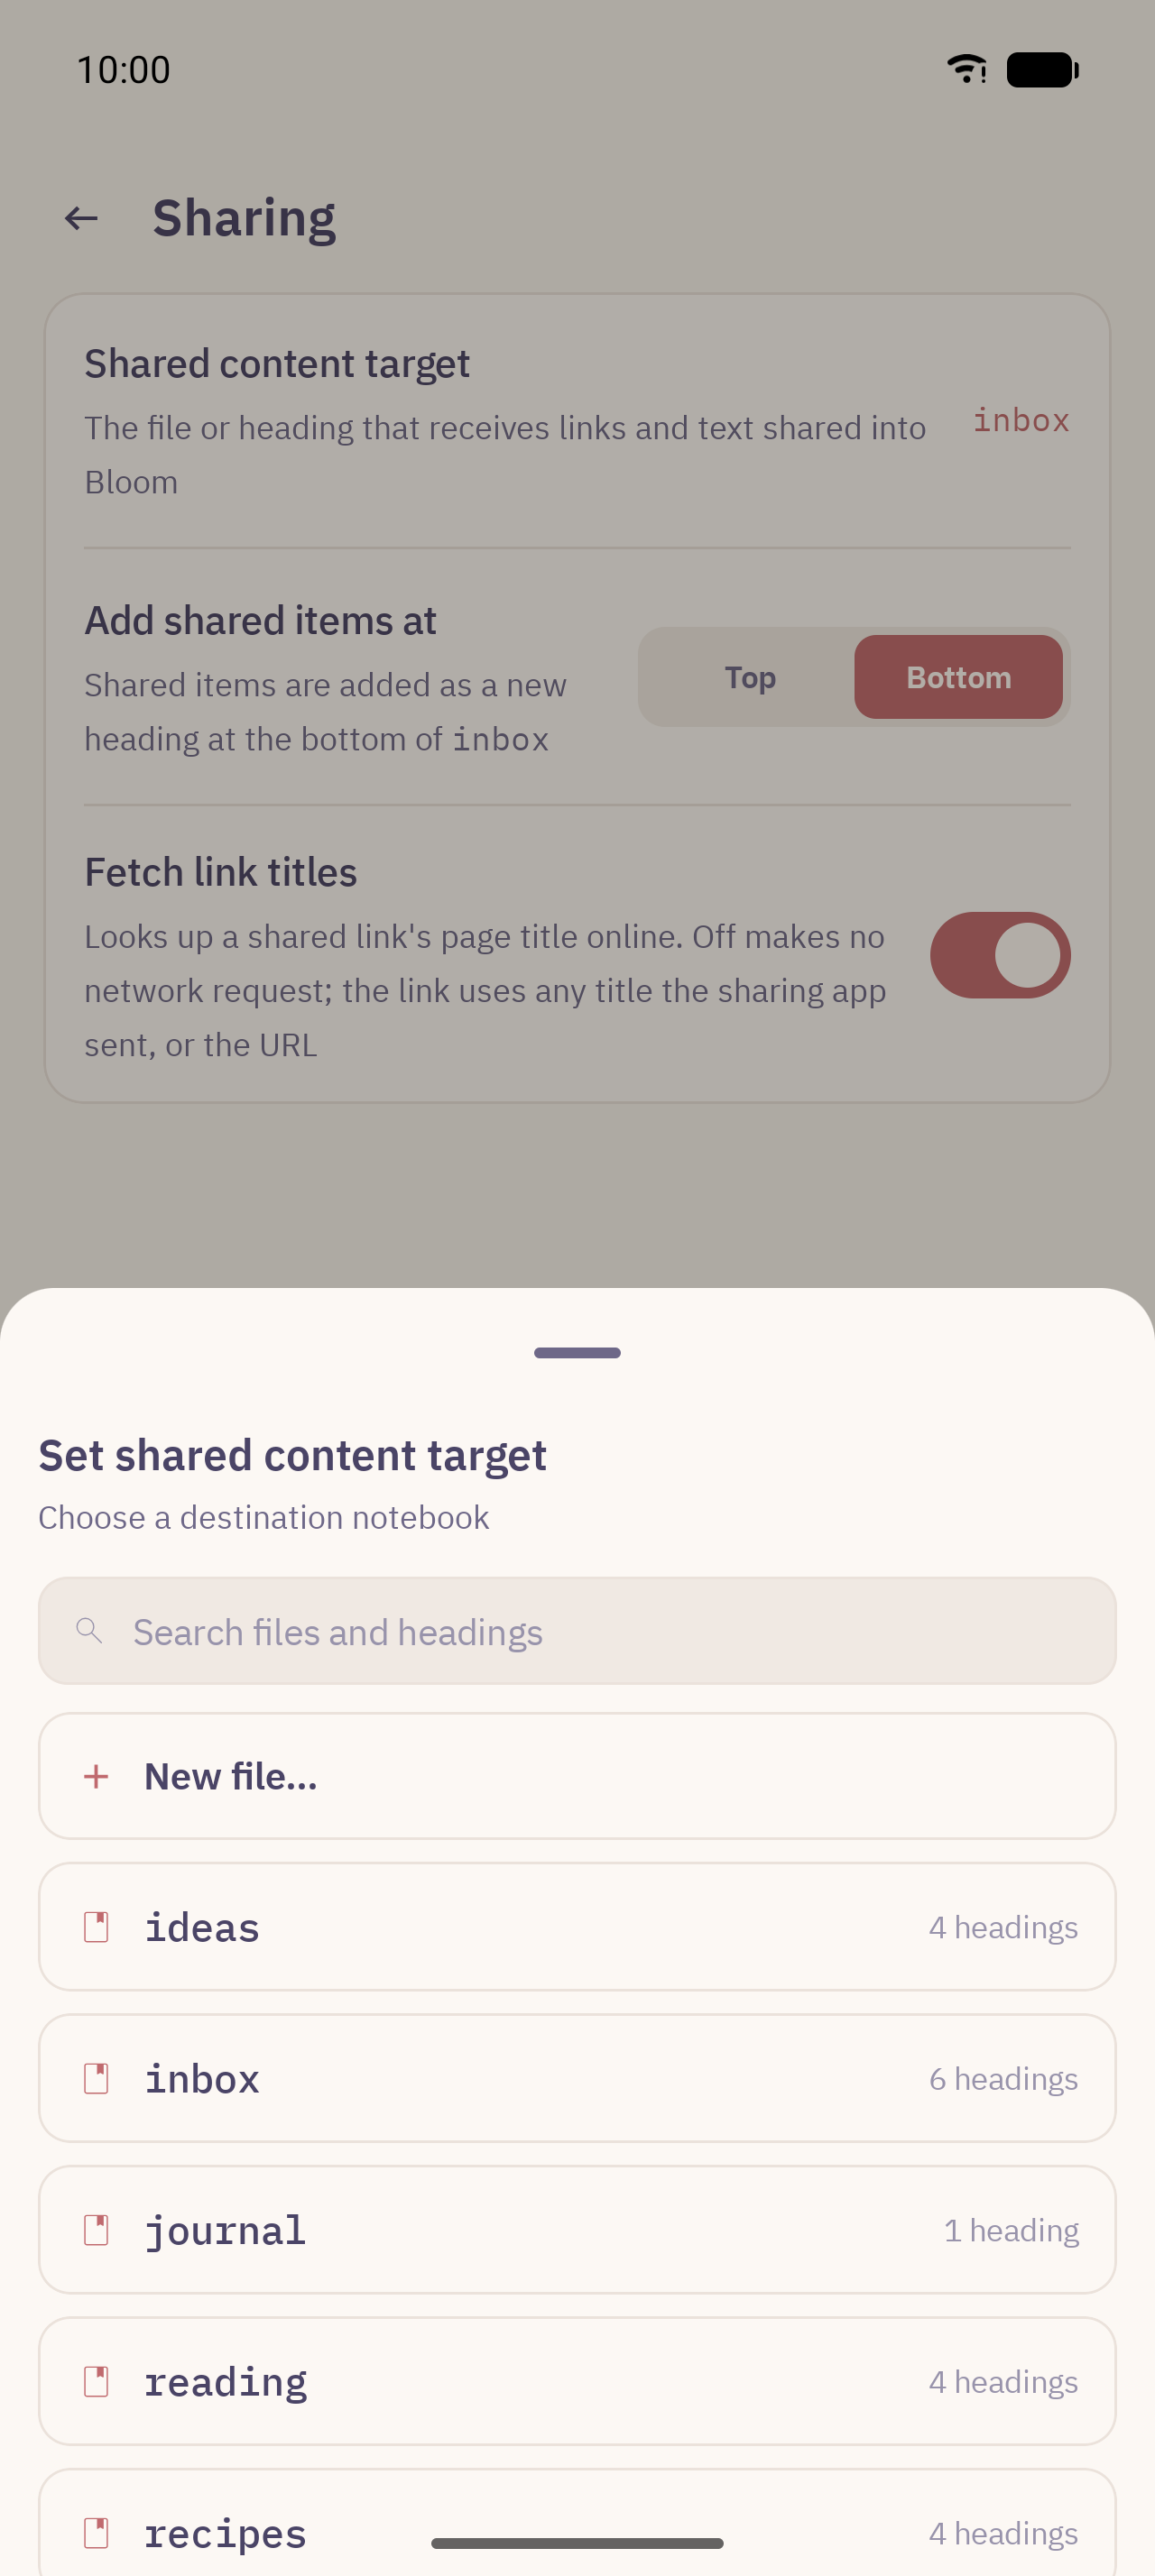 10:00
Sharing
Shared content target
The file or heading that receives links and text shared into
Bloom
inbox
Add shared items at
Shared items are added as a new
heading at the bottom of inbox
Top
Bottom
Fetch link titles
Looks up a shared link's page title online. Off makes no
network request; the link uses any title the sharing app
sent, or the URL
Set shared content target
Choose a destination notebook
Search files and headings
New file...
ideas
4 headings
inbox
6 headings
journal
1 heading
reading
4 headings
recipes
4 headings